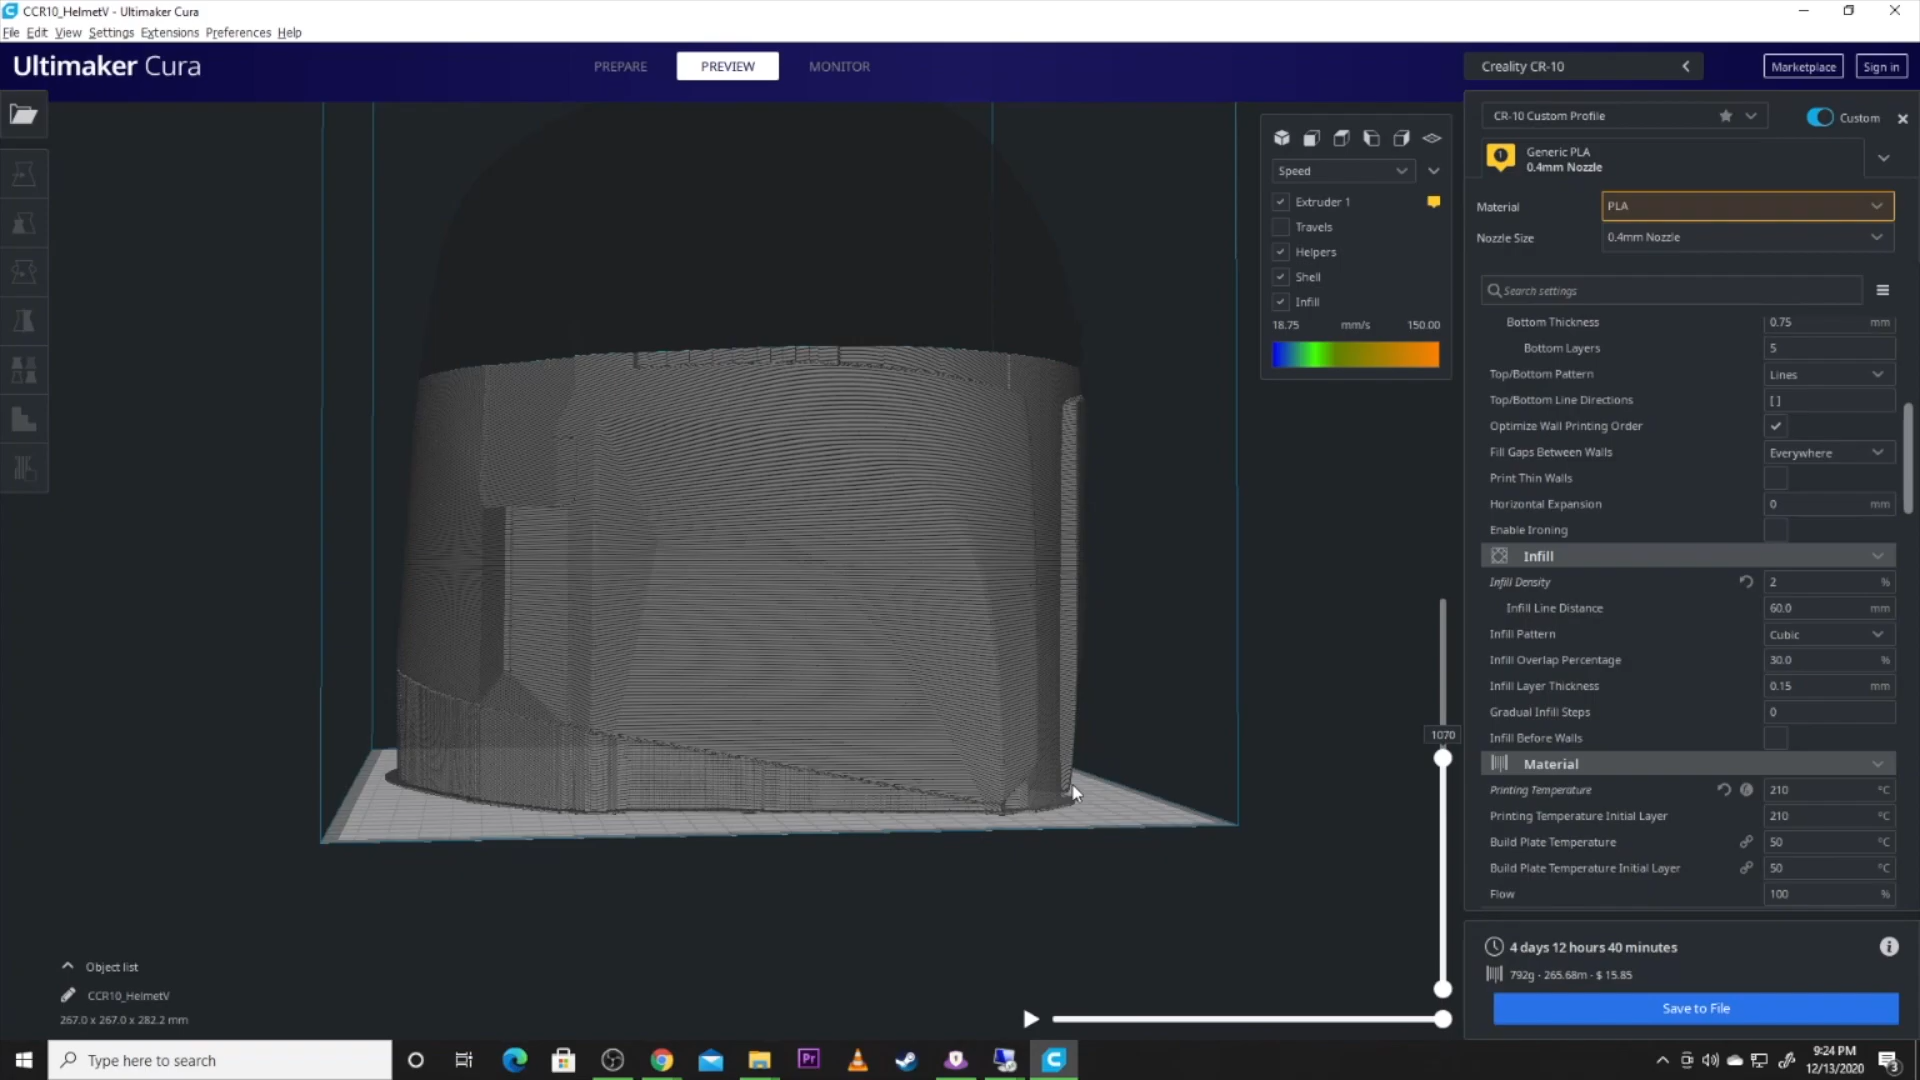 CCR10_HelmetV - Ultimaker Cura
File Edit View Settings Extensions Preferences Help
Ultimaker Cura
PREPARE PREVIEW MONITOR
Creality CR-10
Marketplace
Sign in
CR-10 Custom Profile
Custom
1
Generic PLA
0.4mm Nozzle
Material PLA
Nozzle Size 0.4mm Nozzle
Search settings
Bottom Thickness 0.75 mm
Bottom Layers 5
Top/Bottom Pattern Lines
Top/Bottom Line Directions [ ]
Optimize Wall Printing Order
Fill Gaps Between Walls Everywhere
Print Thin Walls
Horizontal Expansion 0 mm
Enable Ironing
Infill
Infill Density 2 %
Infill Line Distance 60.0 mm
Infill Pattern Cubic
Infill Overlap Percentage 30.0 %
Infill Layer Thickness 0.15 mm
Gradual Infill Steps 0
Infill Before Walls
Material
Printing Temperature 210 °C
Printing Temperature Initial Layer 210 °C
Build Plate Temperature 50 °C
Build Plate Temperature Initial Layer 50 °C
Flow 100 %
4 days 12 hours 40 minutes
792g - 265.68m - $ 15.85
Save to File
Speed
Extruder 1
Travels
Helpers
Shell
Infill
18.75 mm/s 150.00
1070
Object list
CCR10_HelmetV
267.0 x 267.0 x 282.2 mm
Type here to search
Pr
9:24 PM
12/13/2020
3